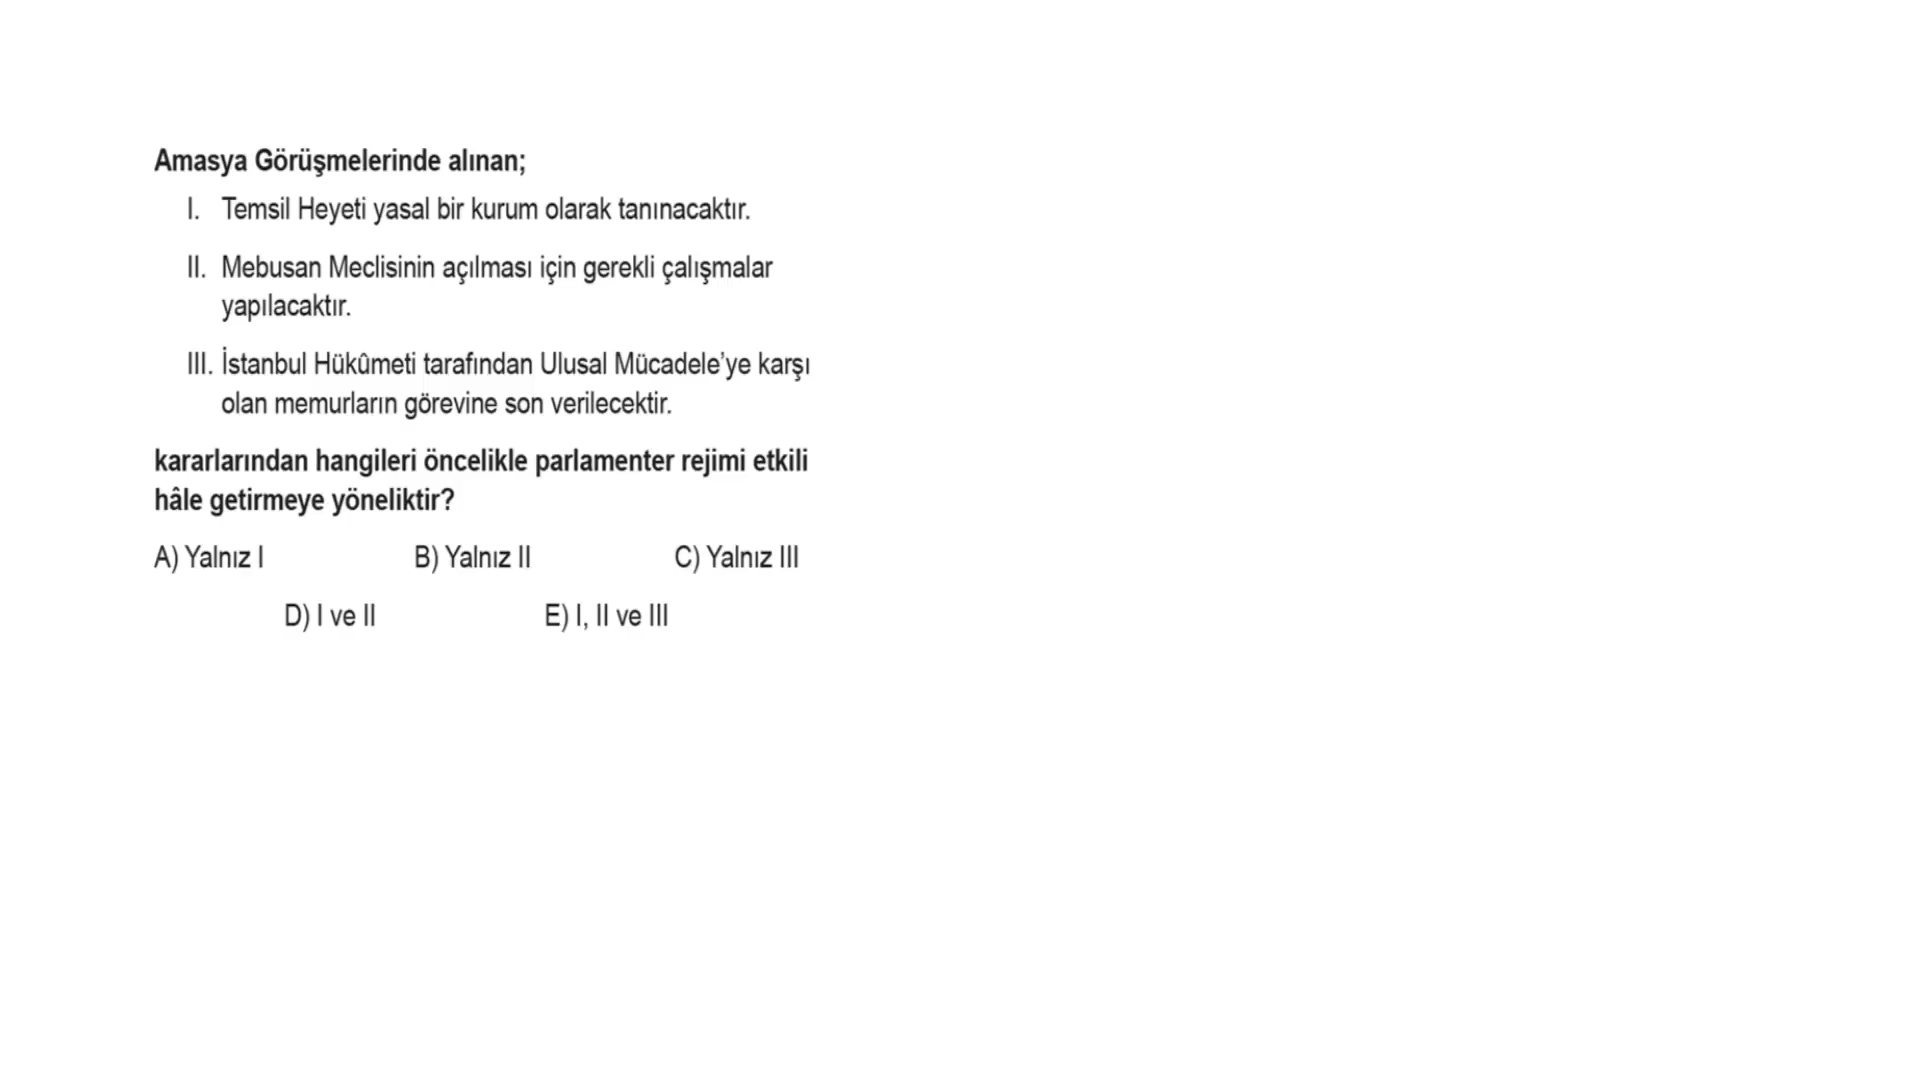 Amasya Görüşmelerinde alınan;
I. Temsil Heyeti yasal bir kurum olarak tanınacaktır.
II. Mebusan Meclisinin açılması için gerekli çalışmalar
yapılacaktır.
III. İstanbul Hükûmeti tarafından Ulusal Mücadele’ye karşı
olan memurların görevine son verilecektir.
kararlarından hangileri öncelikle parlamenter rejimi etkili
hâle getirmeye yöneliktir?
A) Yalnız I B) Yalnız II C) Yalnız III
D) I ve II E) I, II ve III